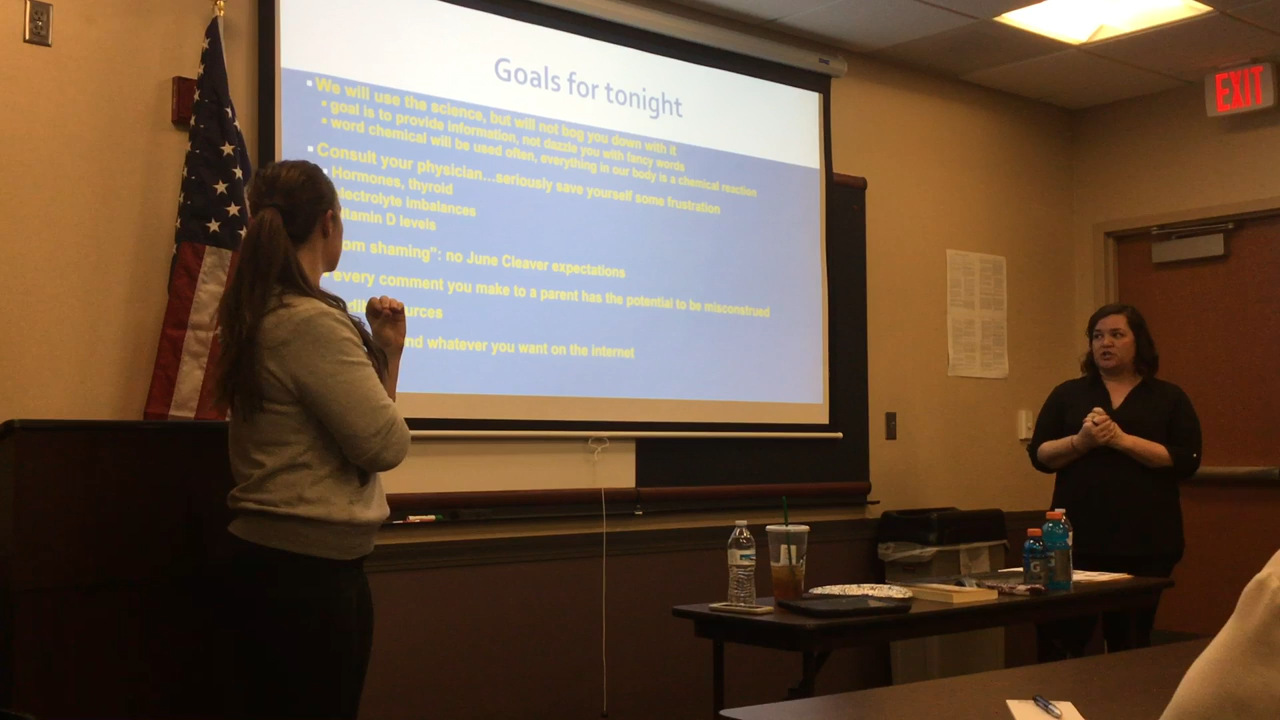 Goals for tonight
We will use the science, but will not bog you down with it
goal is to provide information, not dazzle you with fancy words
word chemical will be used often, everything in our body is a chemical reaction
Consult your physician...seriously save yourself some frustration
Hormones, thyroid
electrolyte imbalances
tamin D levels
om shaming": no June Cleaver expectations
every comment you make to a parent has the potential to be misconstrued
urces
nd whatever you want on the internet
EXIT
G